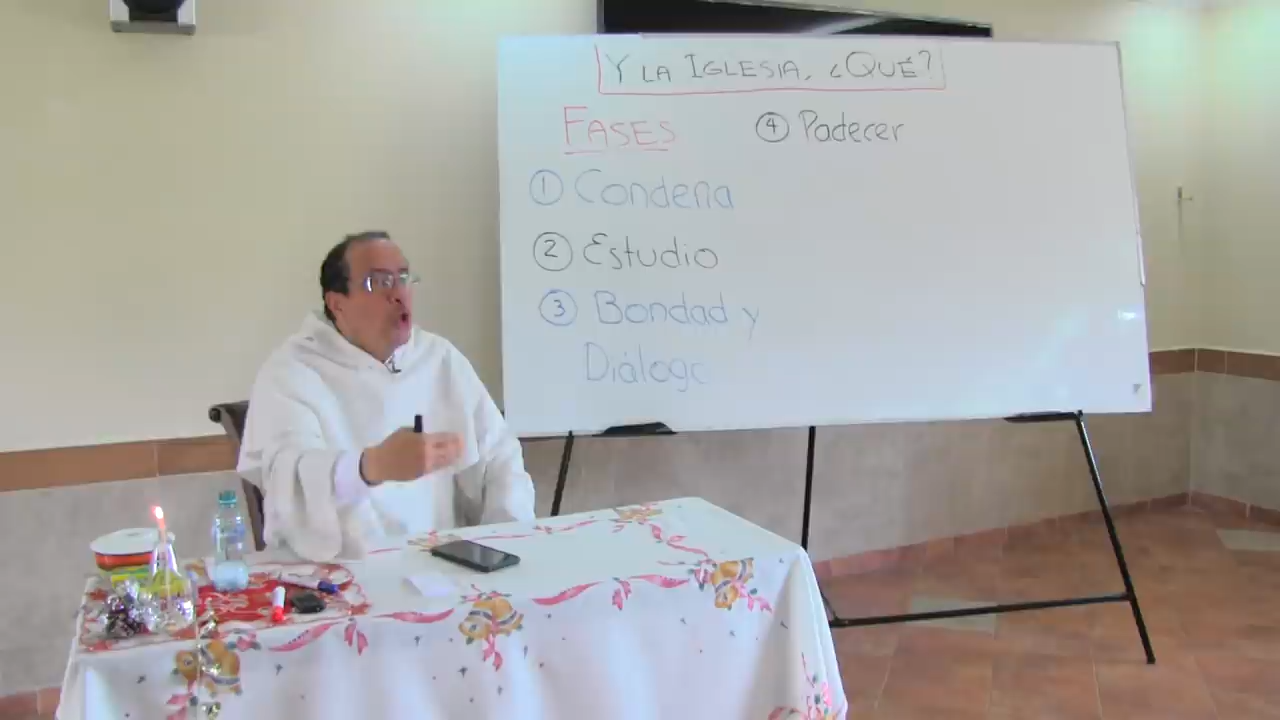 Y LA IGLESIA, ¿QUÉ?
FASES
① Condena
② Estudio
③ Bondad y
Diálogo
④ Padecer